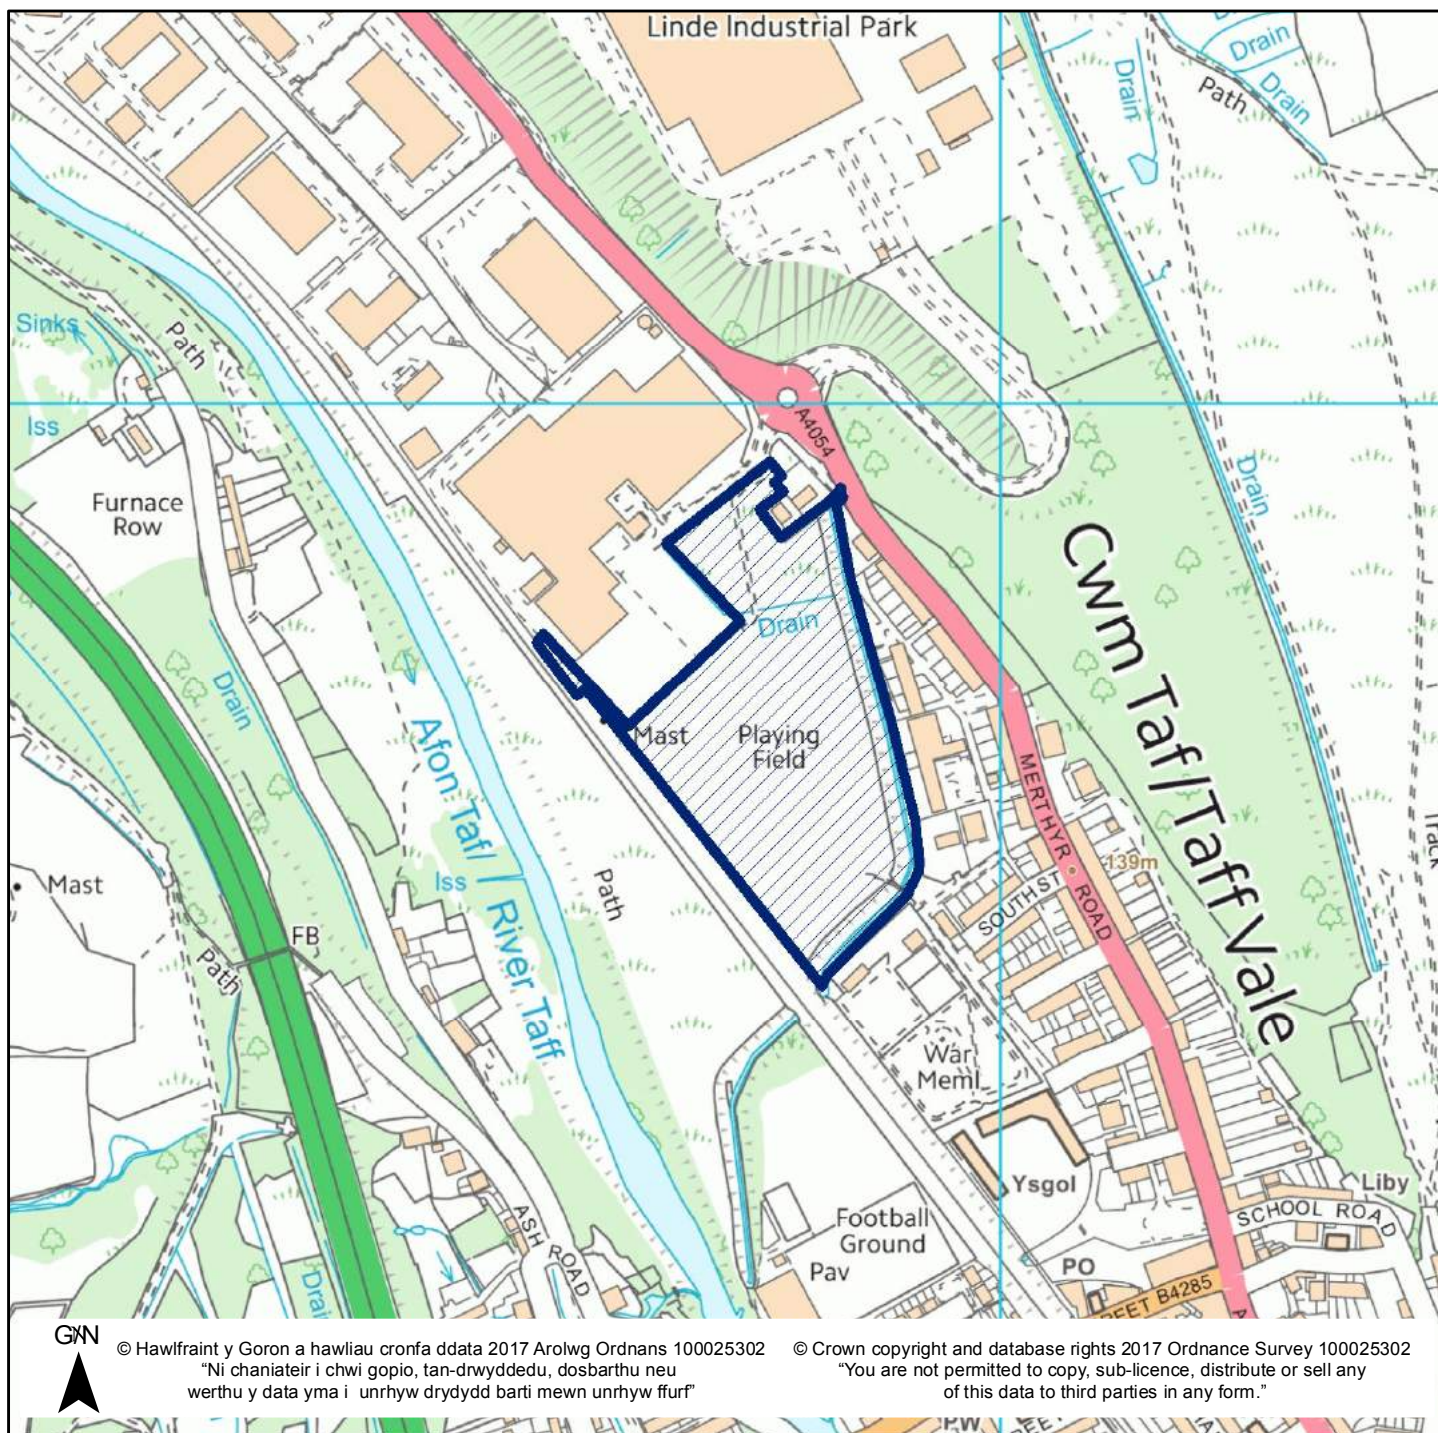 Linde Industrial Park
Drain
Drain
Drain
Path
Sinks
Path
Iss
A4054
Furnace
Row
Drain
Cwm Taf / Taff Vale
Drain
Drain
Mast
Playing
Field
Afon Taf / River Taff
MERTHYR ROAD
139m
Track
Mast
Iss
Path
SOUTH ST
FB
Path
War
Meml
Ysgol
Liby
ASH ROAD
Football
Ground
SCHOOL ROAD
Pav
PO
REET B4285
Drain
GN
© Hawlfraint y Goron a hawliau cronfa ddata 2017 Arolwg Ordnans 100025302
“Ni chaniateir i chwi gopio, tan-drwyddedu, dosbarthu neu
werthu y data yma i unrhyw drydydd barti mewn unrhyw ffurf”
© Crown copyright and database rights 2017 Ordnance Survey 100025302
“You are not permitted to copy, sub-licence, distribute or sell any
of this data to third parties in any form.”
PW